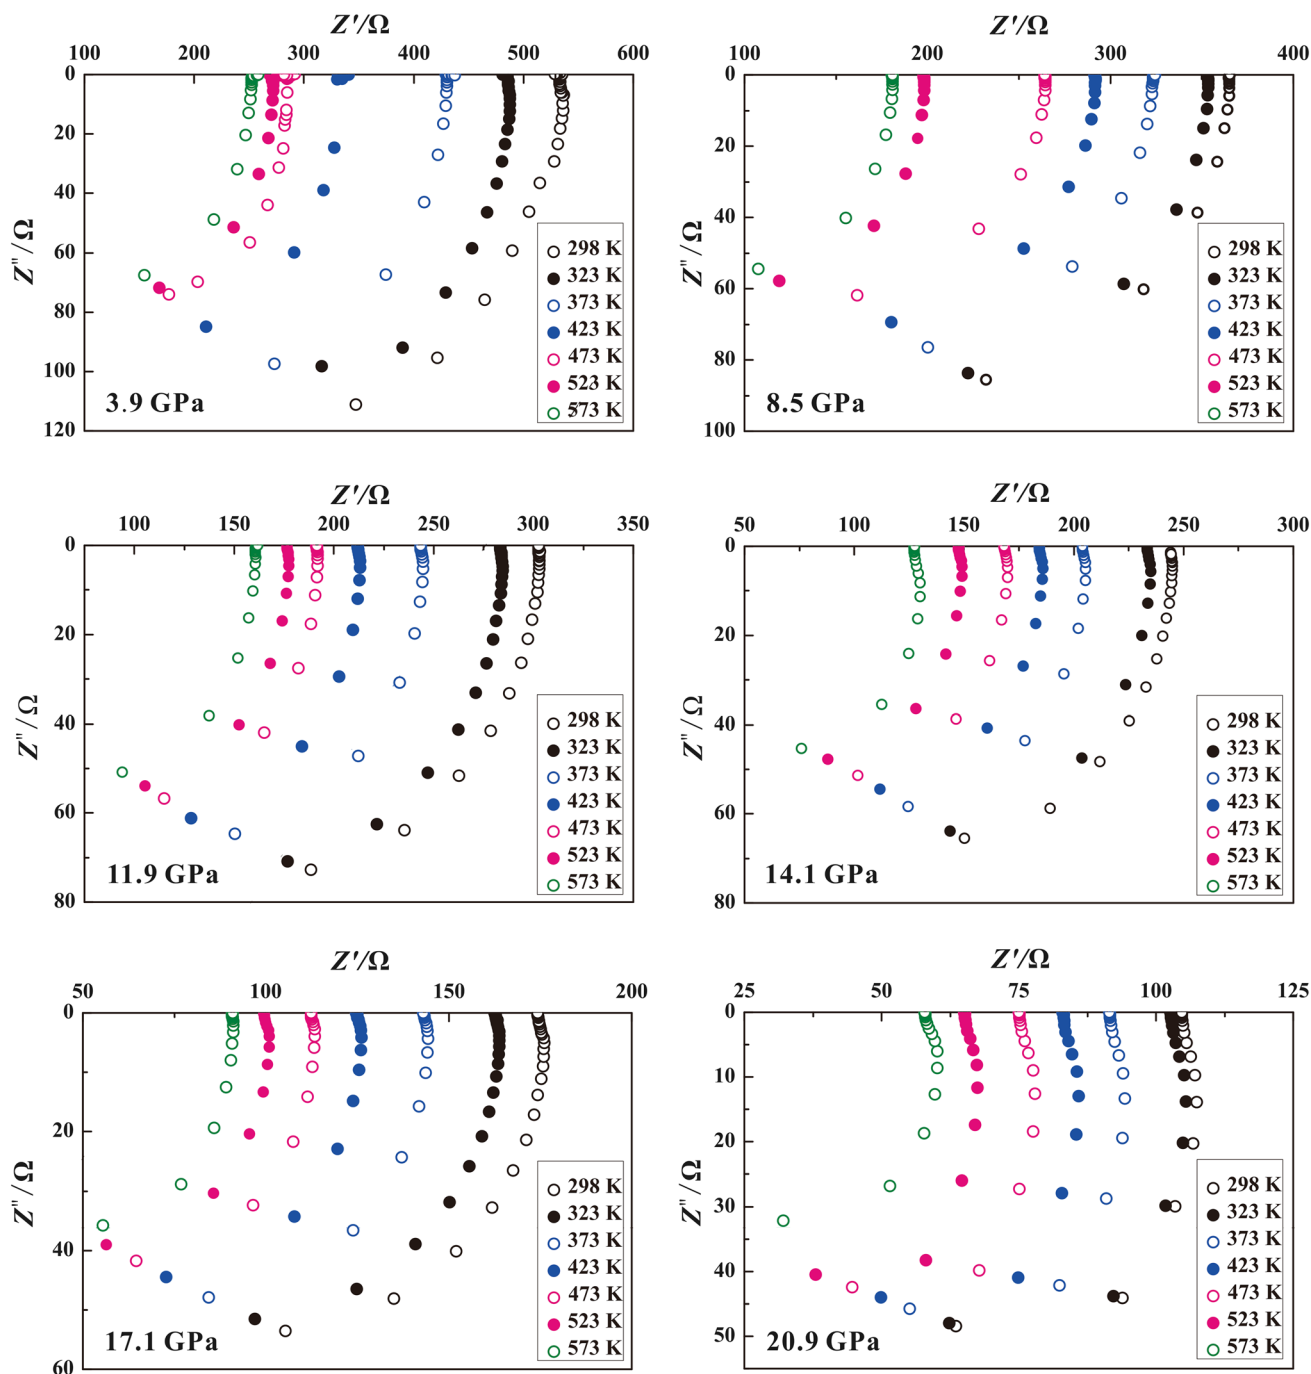 Z'/Ω
100 200 300 400 500 600
0
20
40
60
80
100
120
Z''/Ω
298 K
323 K
373 K
423 K
473 K
523 K
573 K
3.9 GPa
Z'/Ω
100 200 300 400
0
20
40
60
80
100
Z''/Ω
298 K
323 K
373 K
423 K
473 K
523 K
573 K
8.5 GPa
Z'/Ω
100 150 200 250 300 350
0
20
40
60
80
Z''/Ω
298 K
323 K
373 K
423 K
473 K
523 K
573 K
11.9 GPa
Z'/Ω
50 100 150 200 250 300
0
20
40
60
80
Z''/Ω
298 K
323 K
373 K
423 K
473 K
523 K
573 K
14.1 GPa
Z'/Ω
50 100 150 200
0
20
40
60
Z''/Ω
298 K
323 K
373 K
423 K
473 K
523 K
573 K
17.1 GPa
Z'/Ω
25 50 75 100 125
0
10
20
30
40
50
Z''/Ω
298 K
323 K
373 K
423 K
473 K
523 K
573 K
20.9 GPa